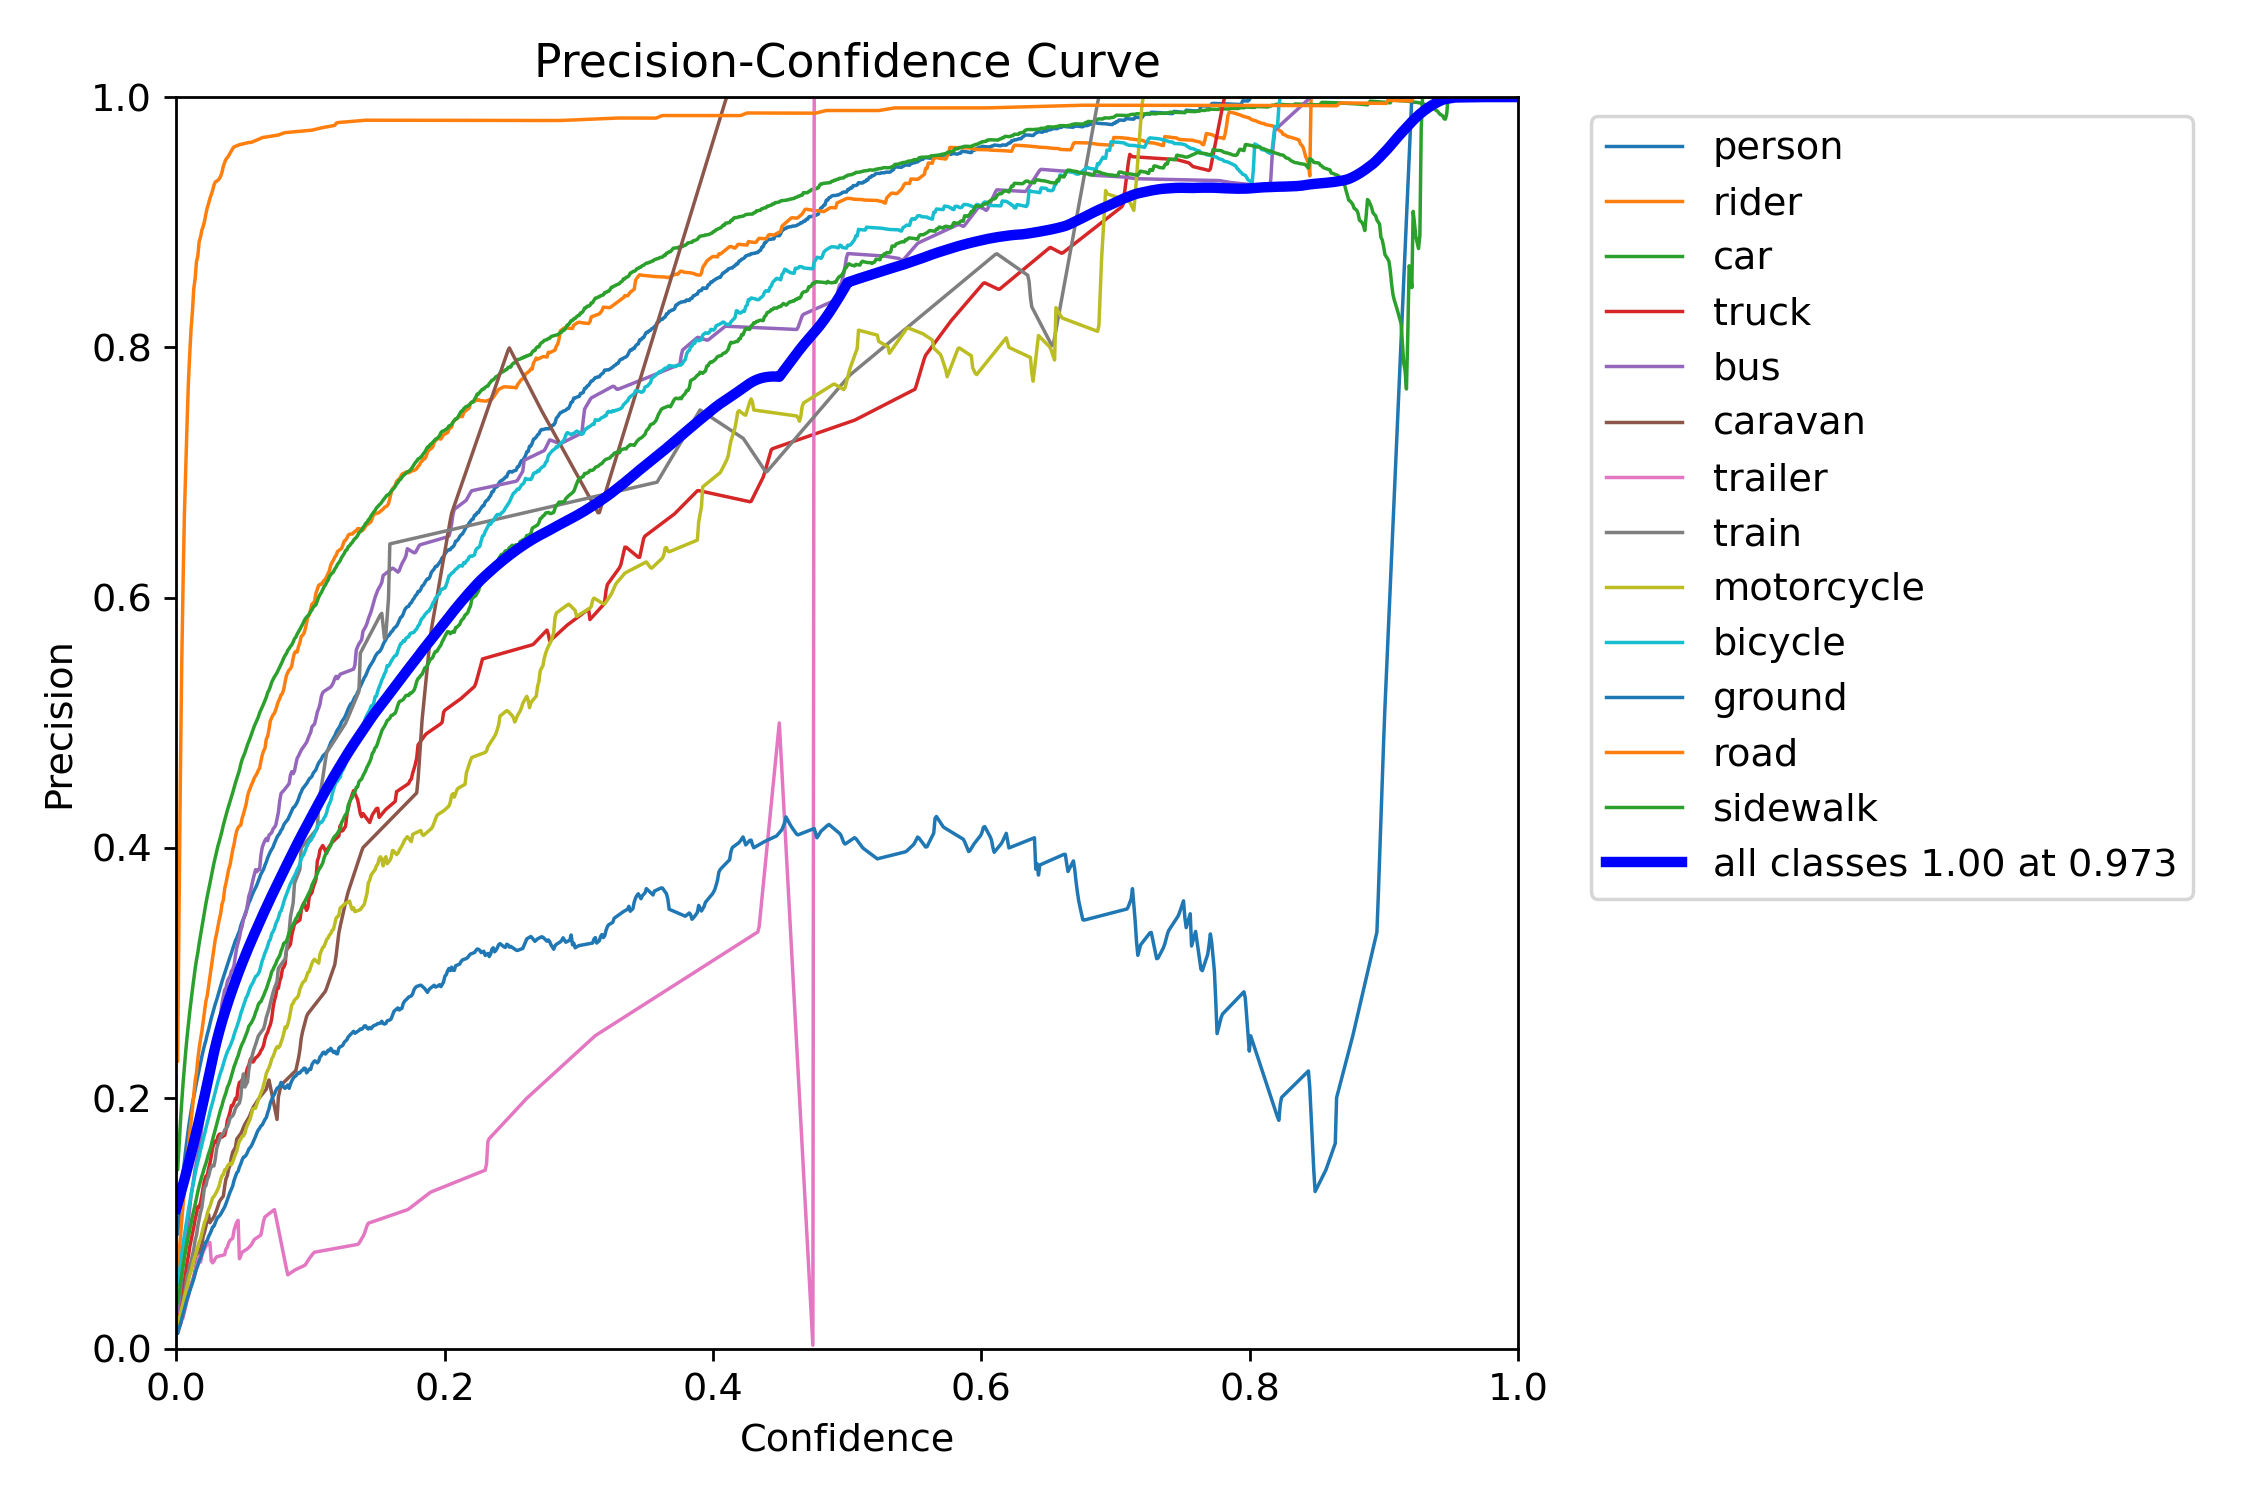 Precision-Confidence Curve
1.0
0.8
0.6
0.4
0.2
0.0
Precision
0.0 0.2 0.4 0.6 0.8 1.0
Confidence
person
rider
car
truck
bus
caravan
trailer
train
motorcycle
bicycle
ground
road
sidewalk
all classes 1.00 at 0.973